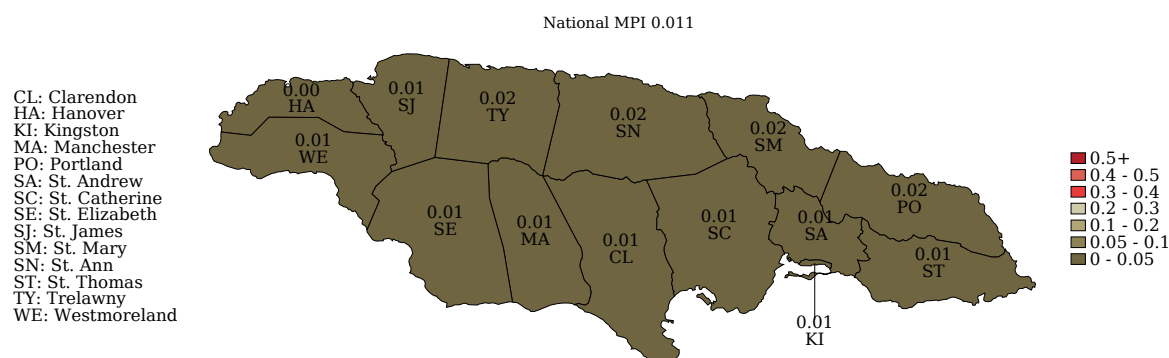 National MPI 0.011
CL: Clarendon
HA: Hanover
KI: Kingston
MA: Manchester
PO: Portland
SA: St. Andrew
SC: St. Catherine
SE: St. Elizabeth
SJ: St. James
SM: St. Mary
SN: St. Ann
ST: St. Thomas
TY: Trelawny
WE: Westmoreland
0.00
HA
0.01
SJ
0.02
TY
0.02
SN
0.02
SM
0.01
WE
0.02
PO
0.01
SE
0.01
MA
0.01
CL
0.01
SC
0.01
SA
0.01
ST
0.01
KI
0.5+
0.4 - 0.5
0.3 - 0.4
0.2 - 0.3
0.1 - 0.2
0.05 - 0.1
0 - 0.05